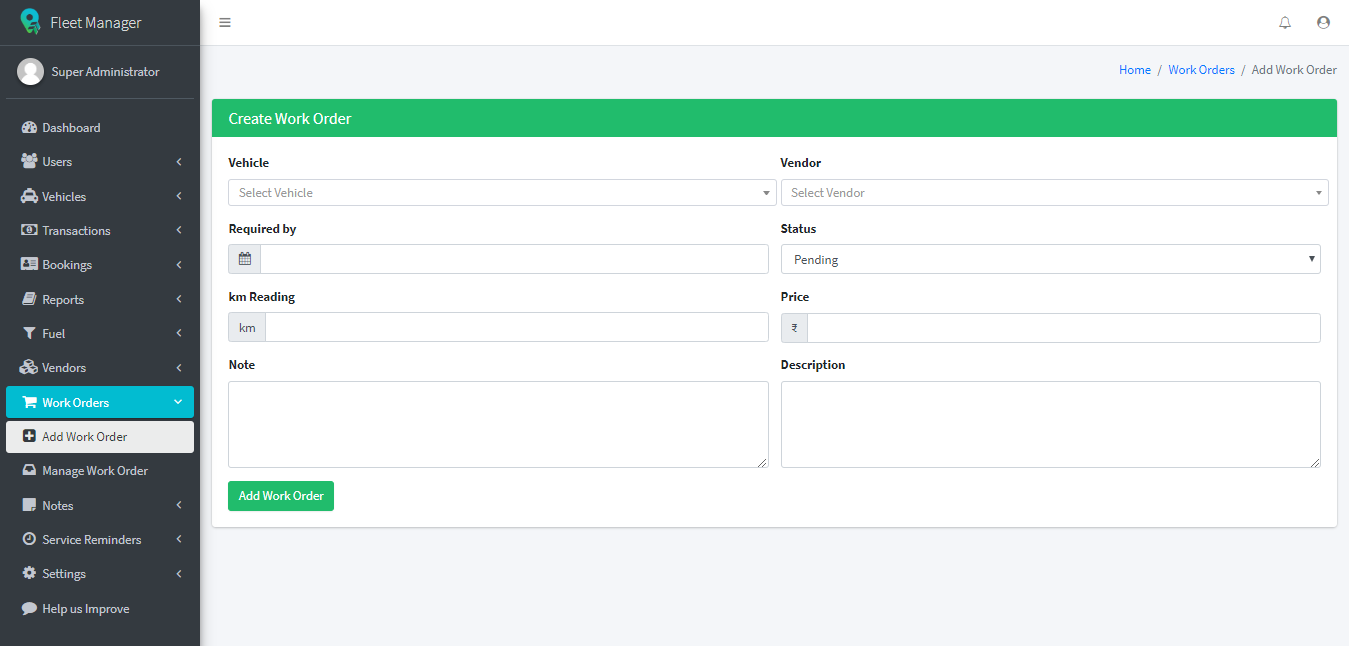 Fleet Manager
Super Administrator
Dashboard
Users
Vehicles
Transactions
Bookings
Reports
Fuel
Vendors
Work Orders
Add Work Order
Manage Work Order
Notes
Service Reminders
Settings
Help us Improve
Home / Work Orders / Add Work Order
Create Work Order
Vehicle
Vendor
Select Vehicle
Select Vendor
Required by
Status
Pending
km Reading
Price
km
₹
Note
Description
Add Work Order